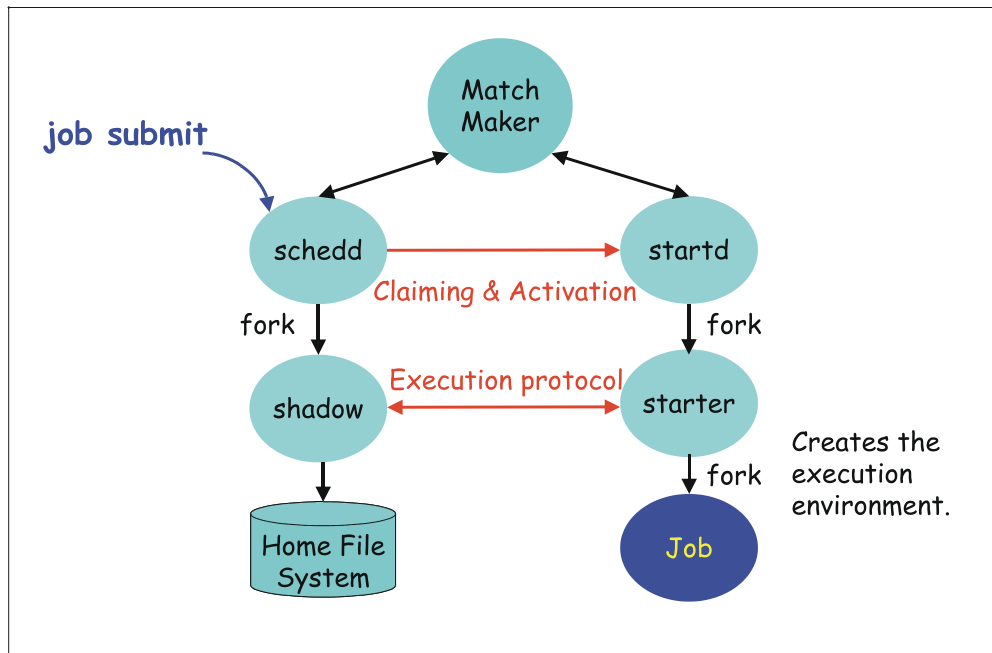 Match
Maker
job submit
schedd
startd
Claiming & Activation
fork
fork
Execution protocol
shadow
starter
Creates the
execution
environment.
fork
Home File
System
Job